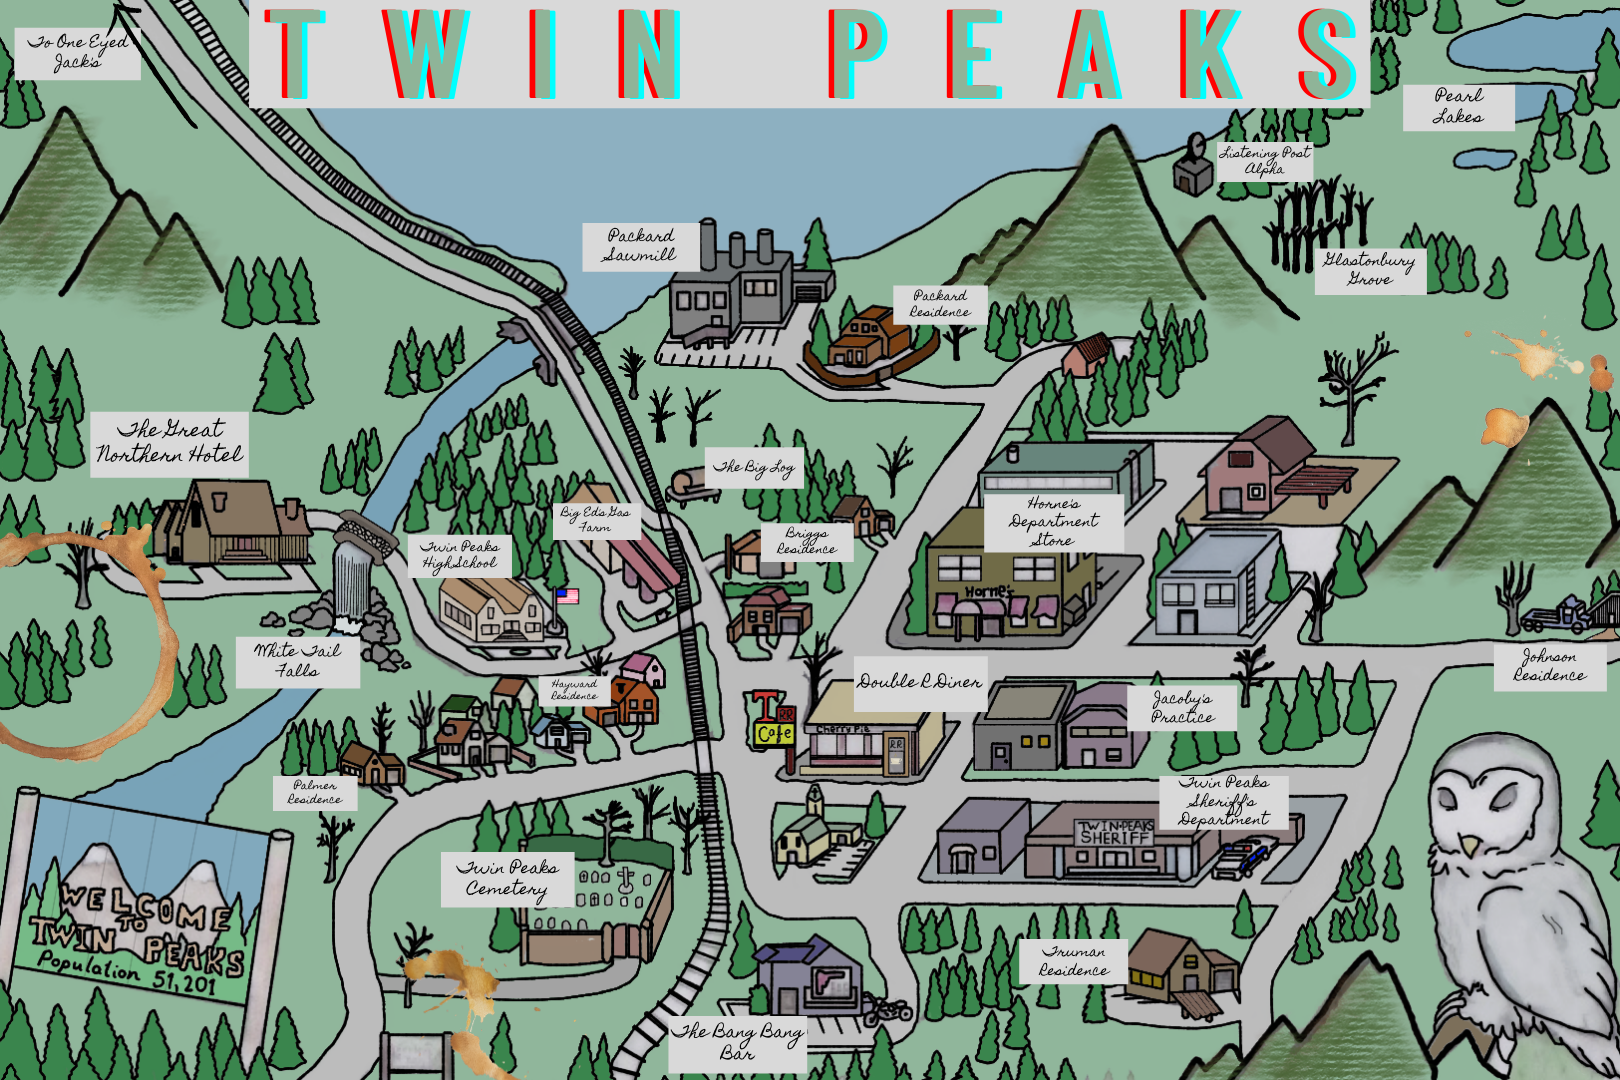 TWIN PEAKS
To One Eyed
Jack's
Pearl
Lakes
Listening Post
Alpha
Packard
Sawmill
Glastonbury
Grove
Packard
Residence
The Great
Northern Hotel
The Big Log
Big Ed's Gas
Farm
Horne's
Department
Store
Briggs
Residence
Twin Peaks
High School
Horne's
White Tail
Falls
Johnson
Residence
Hayward
Residence
Double R Diner
Jacoby's
Practice
T
RR
Cafe
Cherry Pie
RR
Palmer
Residence
Twin Peaks
Sheriff's
Department
TWIN PEAKS
SHERIFF
Twin Peaks
Cemetery
WELCOME
TO
TWIN PEAKS
Population 51,201
Truman
Residence
The Bang Bang
Bar